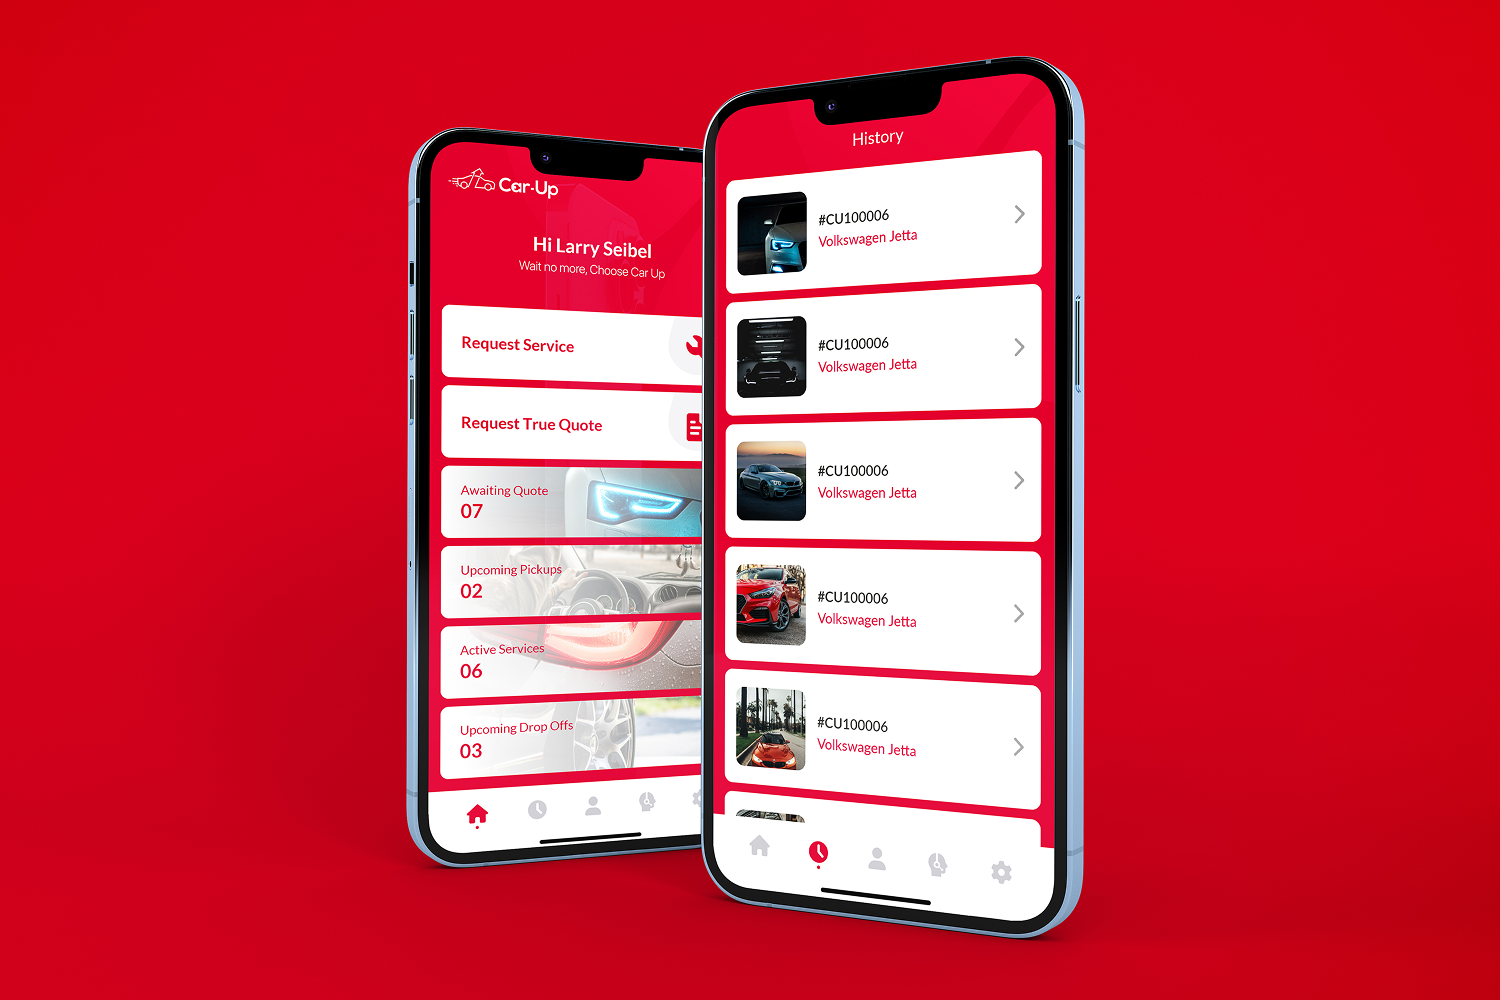 Car-Up
Hi Larry Seibel
Wait no more, Choose Car Up
Request Service
Request True Quote
Awaiting Quote
07
Upcoming Pickups
02
Active Services
06
Upcoming Drop Offs
03
History
#CU100006
Volkswagen Jetta
#CU100006
Volkswagen Jetta
#CU100006
Volkswagen Jetta
#CU100006
Volkswagen Jetta
#CU100006
Volkswagen Jetta